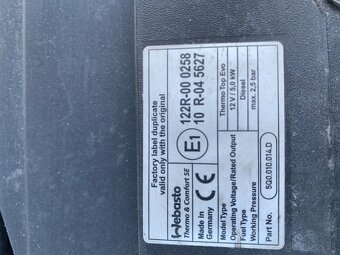 Factory label duplicate
valid only with the original
E1
122R-00 0258
10 R-04 5627
Webasto
Thermo & Comfort SE
Made in
Germany
CE
Model Type
Thermo Top Evo
Operating Voltage/Rated Output
12 V / 5,0 kW
Fuel Type
Diesel
Working Pressure
max. 2,5 bar
Part No.
5Q0.010.014.D